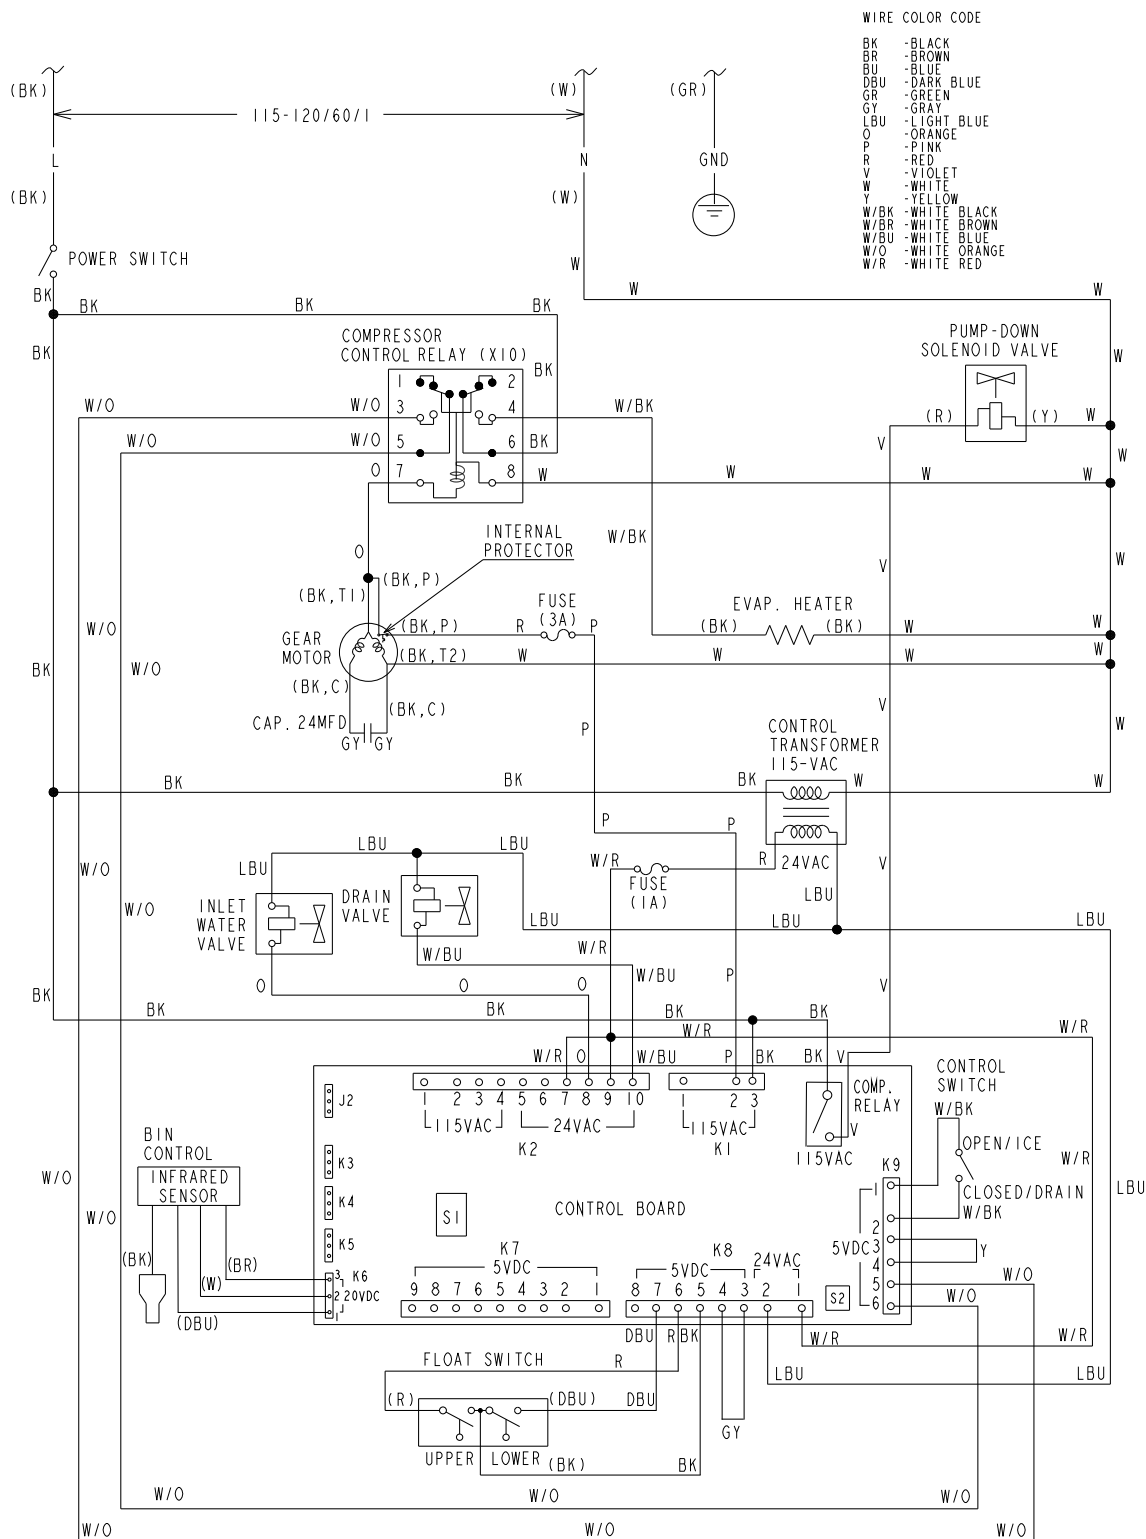 WIRE COLOR CODE
BK -BLACK
BR -BROWN
BU -BLUE
DBU -DARK BLUE
GR -GREEN
GY -GRAY
LBU -LIGHT BLUE
O -ORANGE
P -PINK
R -RED
V -VIOLET
W -WHITE
Y -YELLOW
W/BK -WHITE BLACK
W/BR -WHITE BROWN
W/BU -WHITE BLUE
W/O -WHITE ORANGE
W/R -WHITE RED
(BK) (W) (GR)
115-120/60/1
L N GND
(BK) (W)
POWER SWITCH
W
BK
W W
BK BK BK
BK
COMPRESSOR
CONTROL RELAY (X10)
BK
PUMP-DOWN
SOLENOID VALVE
W
1 2
W/O W/O 3 4 W/BK
(R) (Y) W
W/O W/O 5 6 BK
V
W
O 7 8 W W W W
INTERNAL
PROTECTOR
W/BK
O
V
W
(BK,P)
(BK,T1)
FUSE
(3A)
EVAP. HEATER
W/O
GEAR
MOTOR
(BK,P) R P (BK) (BK) W W
BK
W/O
(BK,T2) W W W W
(BK,C)
(BK,C)
V
CAP. 24MFD
GY GY
P
W
CONTROL
TRANSFORMER
115-VAC
BK BK BK W W
P P
LBU LBU
W/O
LBU
W/R R 24VAC V
FUSE
(1A)
LBU
INLET
WATER
VALVE
DRAIN
VALVE
W/O
LBU LBU LBU
W/BU
W/R
W/BU P
O O O V
BK
BK BK BK BK
W/R W/R
W/R O W/BU P BK BK V
CONTROL
SWITCH
1 2 3 4 5 6 7 8 9 10
115VAC 24VAC
K2
1 2 3
115VAC
K1
COMP.
RELAY
V
115VAC
W/BK
OPEN/ICE
CLOSED/DRAIN
W/BK
W/R
LBU
J2
K3
K4
K5
BIN
CONTROL
INFRARED
SENSOR
W/O
W/O
S1
CONTROL BOARD
K9
1
2
5VDC 3
4
5
6
Y
W/O
W/O
(BK) (BR)
(W)
(DBU)
3 K6
2 20VDC
1
K7
5VDC
9 8 7 6 5 4 3 2 1
K8
5VDC 24VAC
8 7 6 5 4 3 2 1
S2
DBU R BK
W/R W/R
FLOAT SWITCH R
LBU LBU
(R) (DBU) DBU
GY
UPPER LOWER
(BK) BK
W/O W/O W/O
W/O W/O W/O